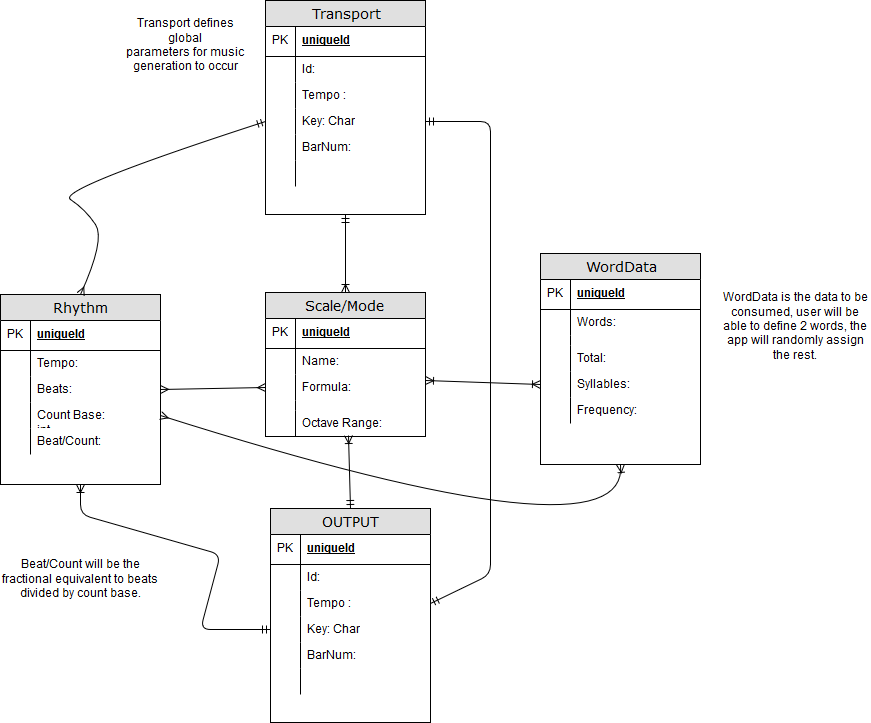 Transport defines
global
parameters for music
generation to occur
Transport
PK uniqueId
Id:
Tempo :
Key: Char
BarNum:
Rhythm
PK uniqueId
Tempo:
Beats:
Count Base:
Beat/Count:
Scale/Mode
PK uniqueId
Name:
Formula:
Octave Range:
WordData
PK uniqueId
Words:
Total:
Syllables:
Frequency:
WordData is the data to be
consumed, user will be
able to define 2 words, the
app will randomly assign
the rest.
OUTPUT
PK uniqueId
Id:
Tempo :
Key: Char
BarNum:
Beat/Count will be the
fractional equivalent to beats
divided by count base.